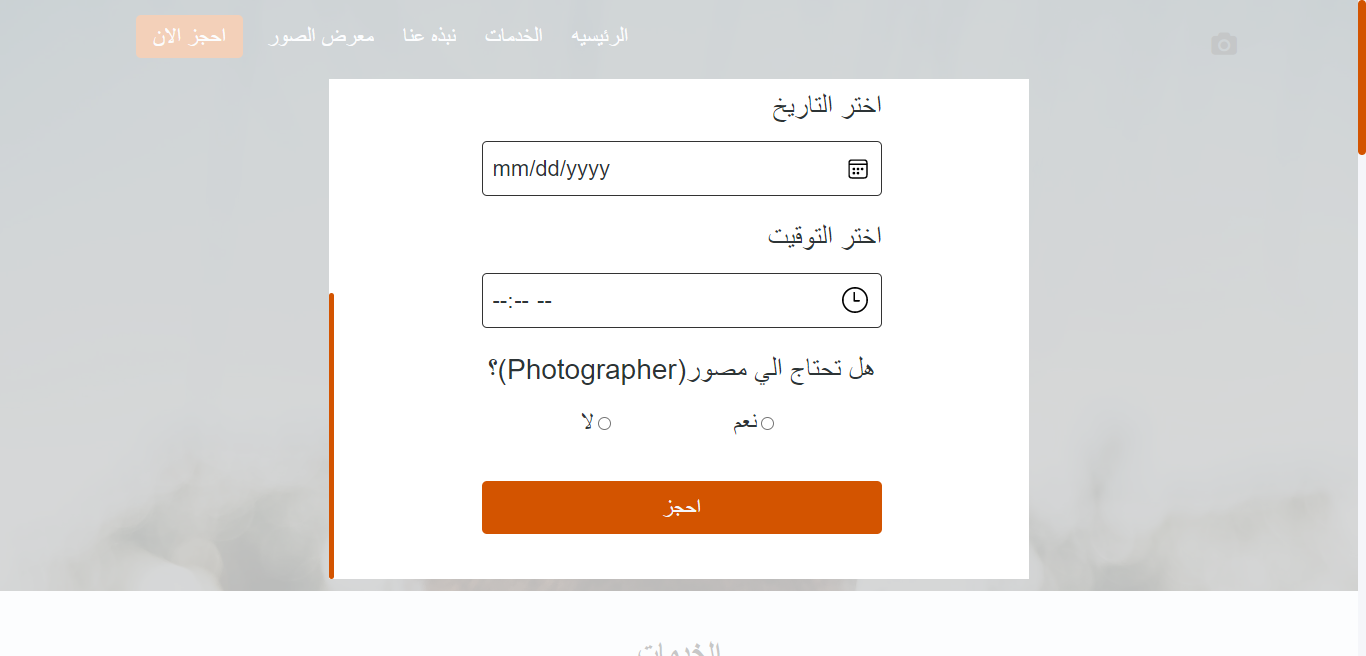 الرئيسيه الخدمات نبذه عنا معرض الصور احجز الان
اختر التاريخ
mm/dd/yyyy
اختر التوقيت
--:-- --
هل تحتاج الي مصور(Photographer)؟
نعم لا
احجز
الخدمات